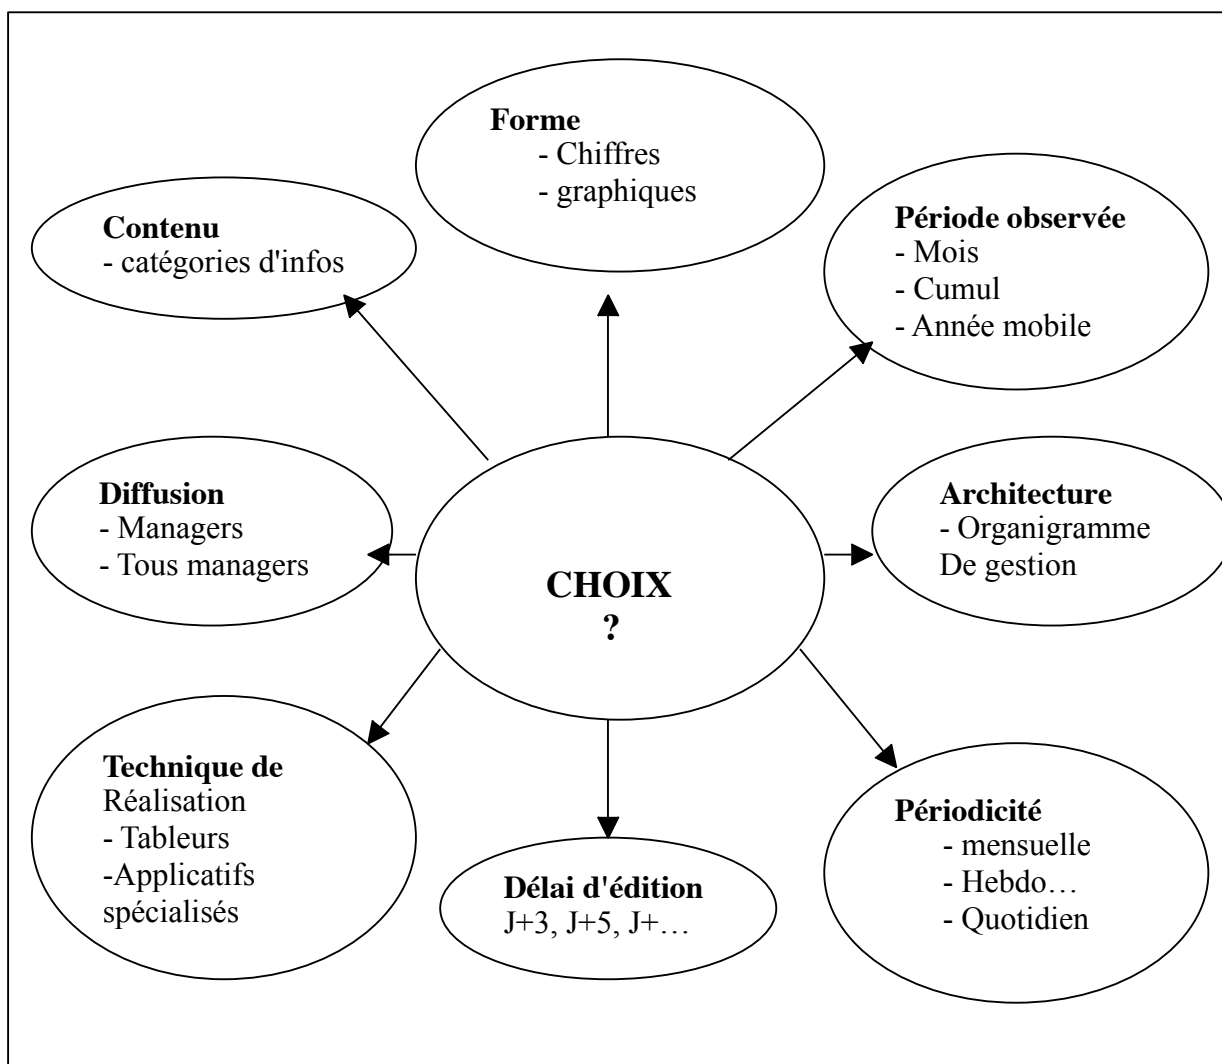 Forme
- Chiffres
- graphiques
Contenu
- catégories d'infos
Période observée
- Mois
- Cumul
- Année mobile
Diffusion
- Managers
- Tous managers
CHOIX
?
Architecture
- Organigramme
De gestion
Technique de
Réalisation
- Tableurs
-Applicatifs
spécialisés
Délai d'édition
J+3, J+5, J+…
Périodicité
- mensuelle
- Hebdo…
- Quotidien